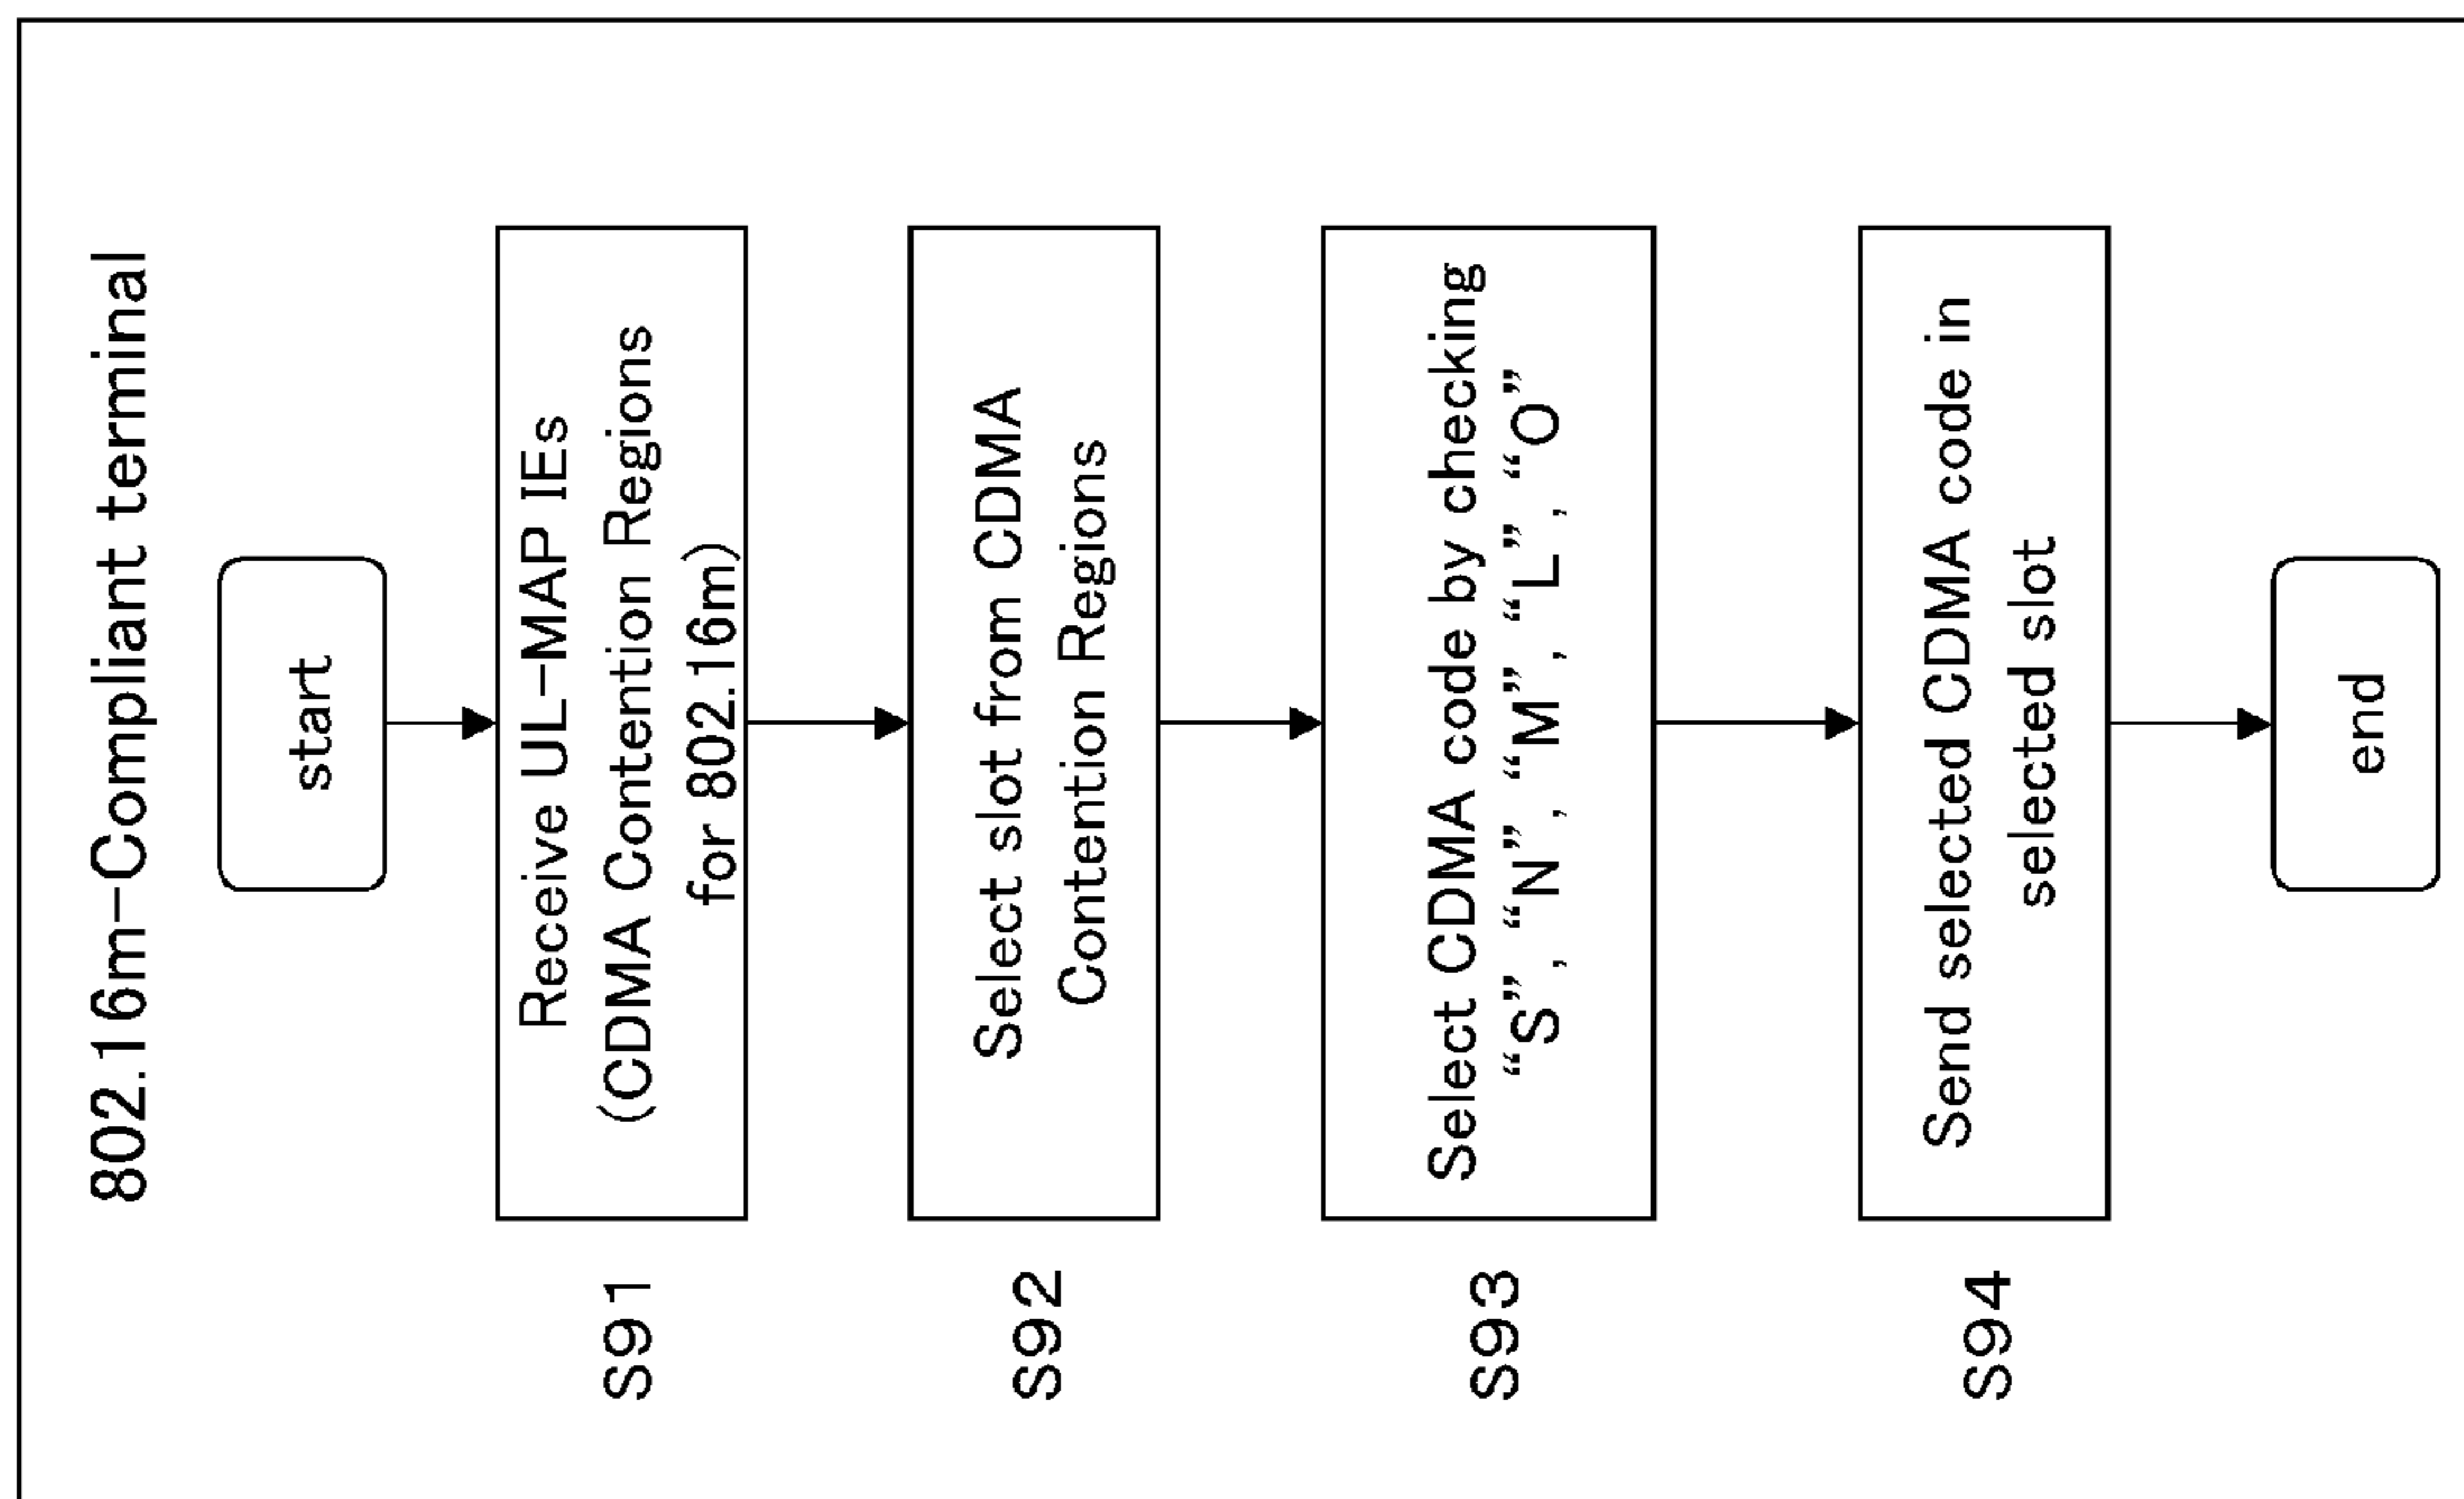 802.16m-Compliant terminal
start
S91
Receive UL-MAP IEs
(CDMA Contention Regions
for 802.16m)
S92
Select slot from CDMA
Contention Regions
S93
Select CDMA code by checking
“S”, “N”, “M”, “L”, “O”
S94
Send selected CDMA code in
selected slot
end